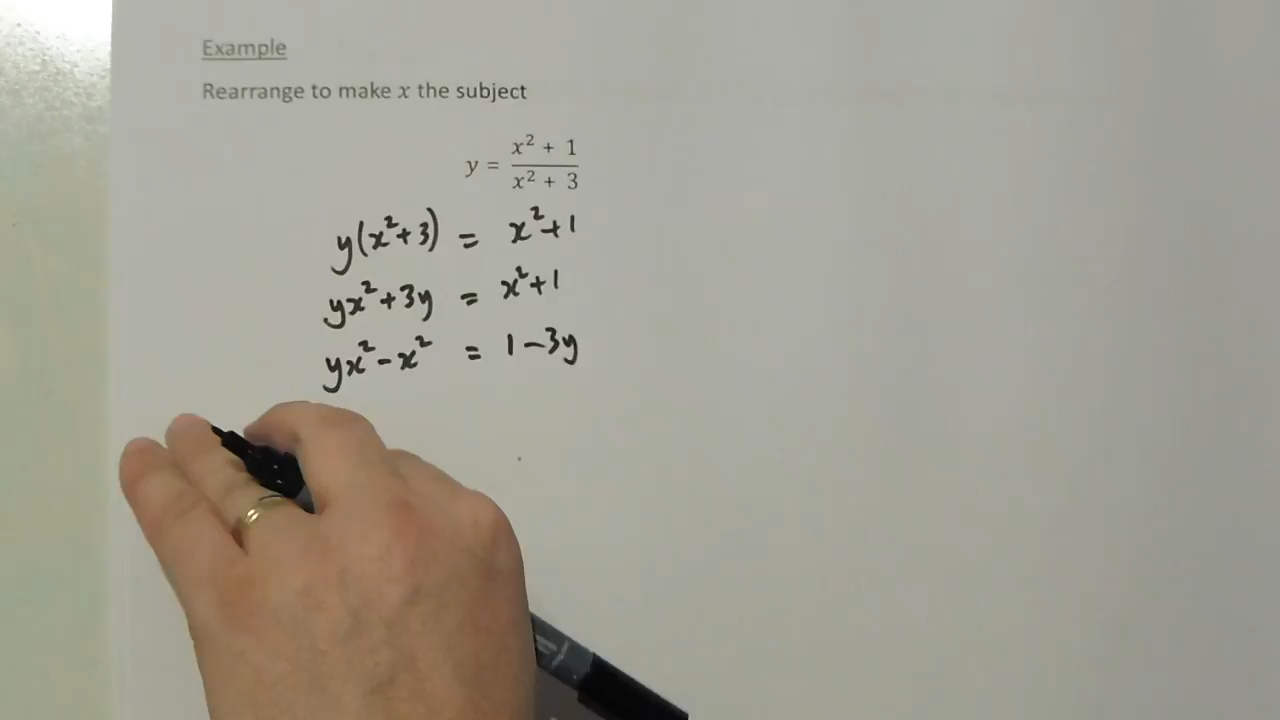 Example
Rearrange to make x the subject
y = \frac{x² + 1}{x² + 3}
y(x²+3) = x²+1
yx²+3y = x²+1
yx²-x² = 1-3y